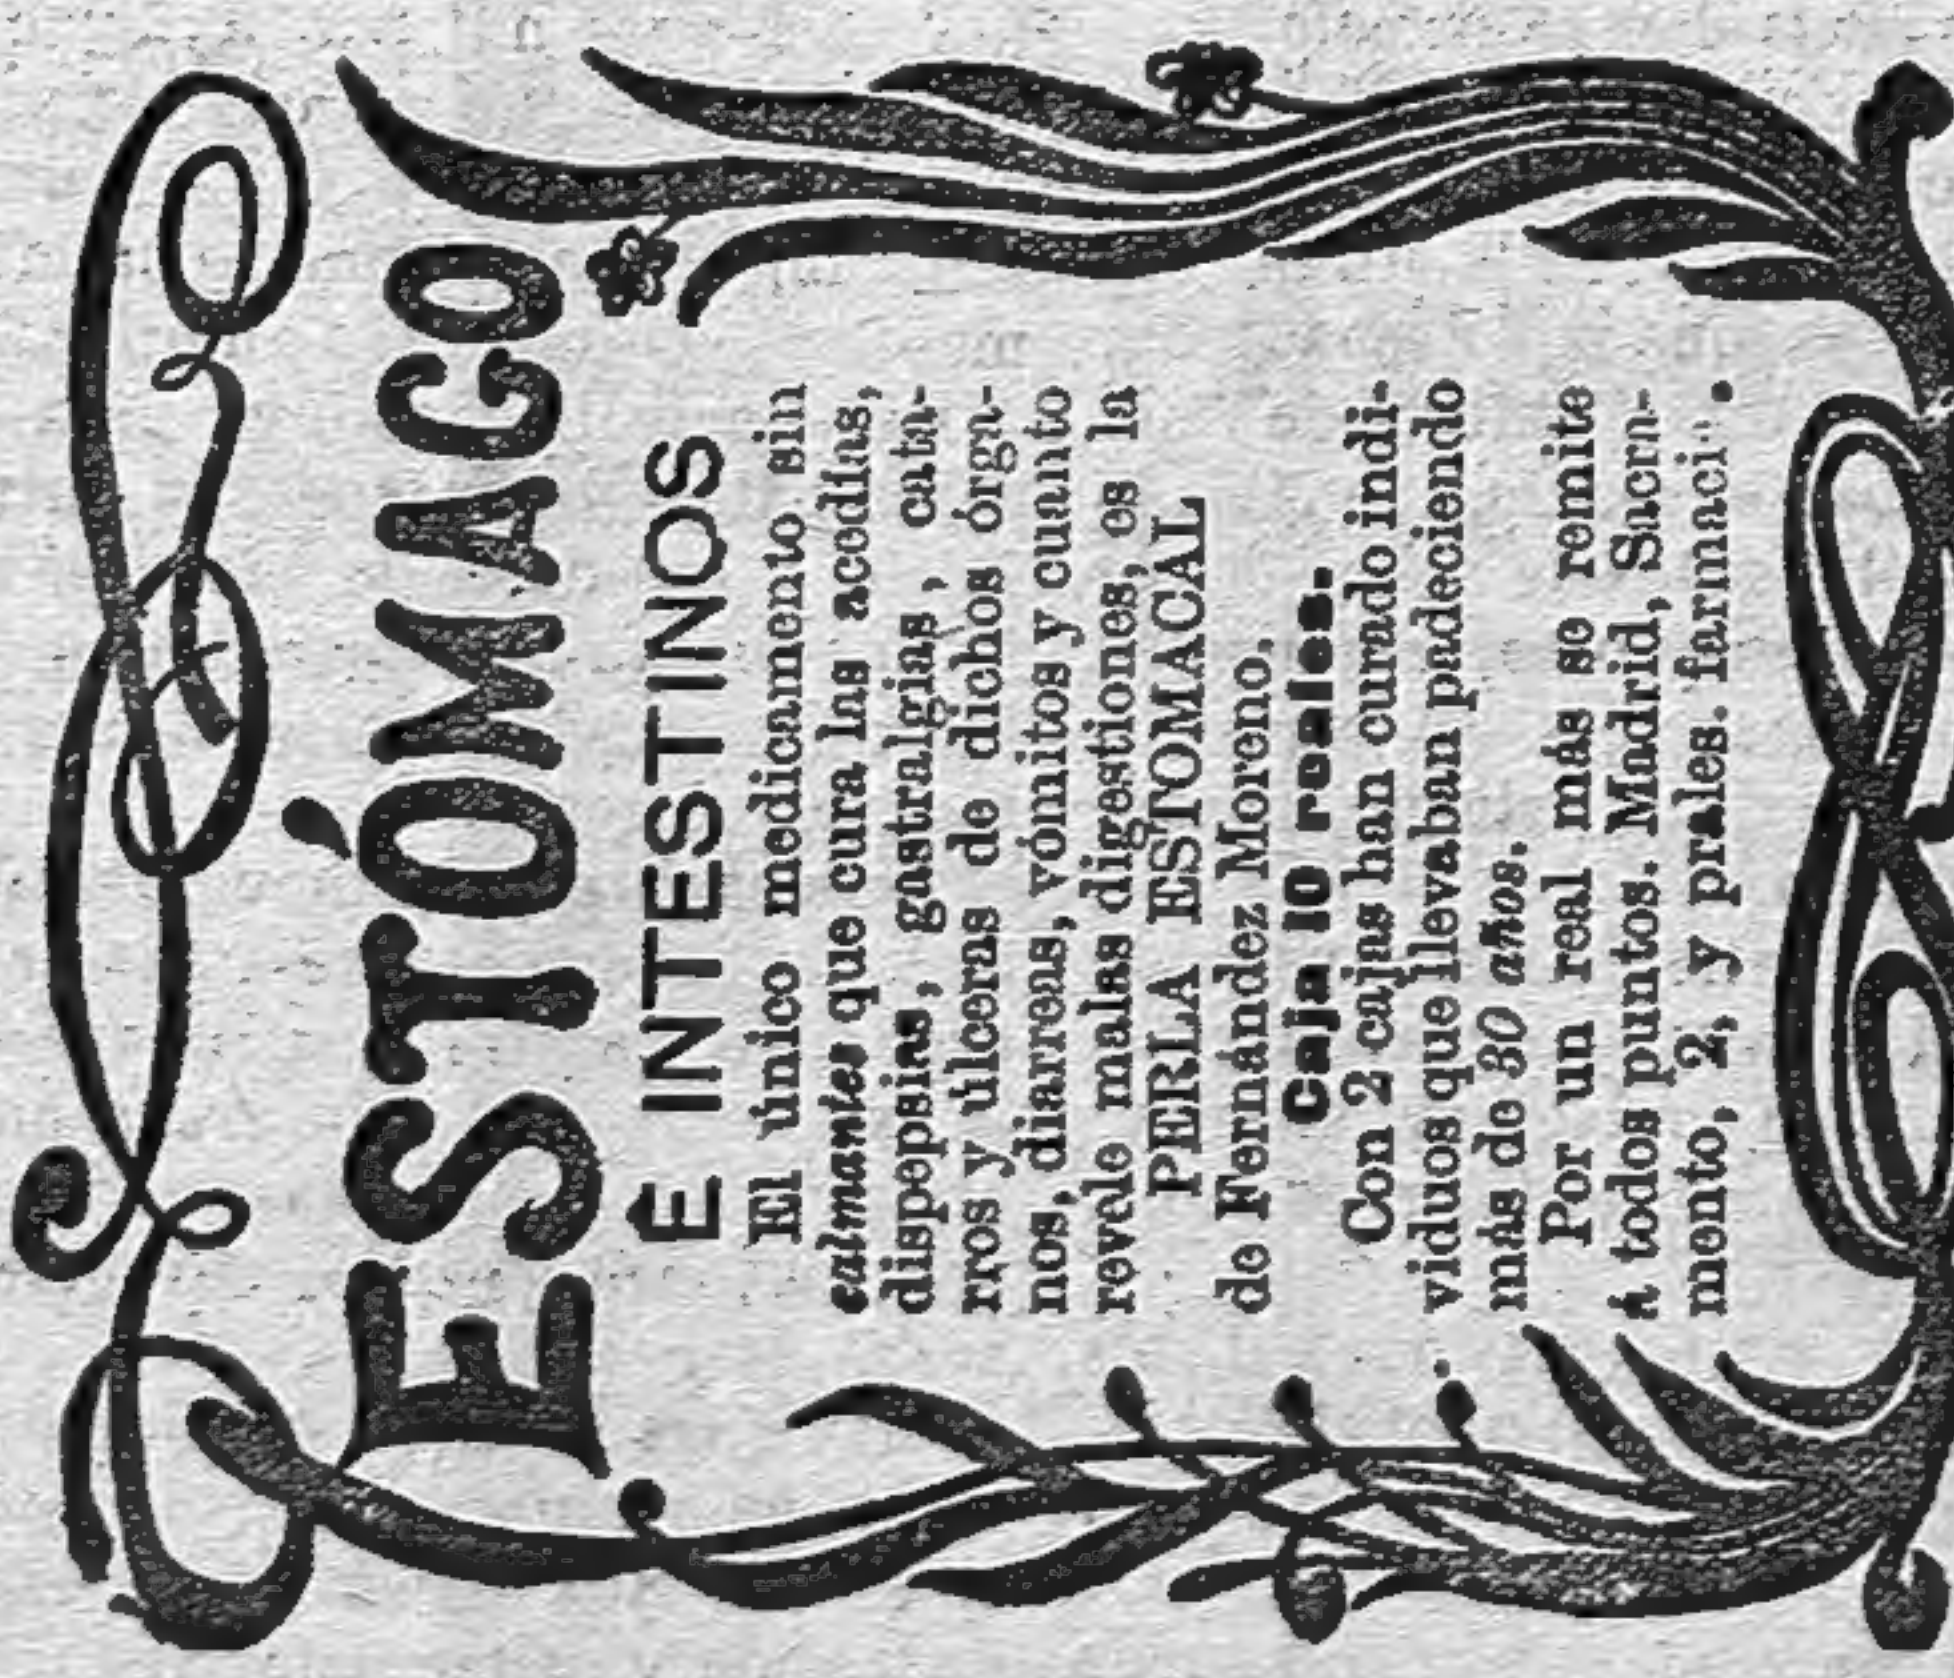 ESTÓMAGO
É INTESTINOS
El único medicamento sin
calmantes que cura las acedías,
dispepsias, gastralgias, cata-
rros y úlceras de dichos órga-
nos, diarreas, vómitos y cuanto
revele malas digestiones, es la
PERLA ESTOMACAL
de Fernández Moreno.
Caja 10 reales.
Con 2 cajas han curado indi-
viduos que llevaban padeciendo
más de 30 años.
Por un real más se remite
á todos puntos. Madrid, Sacra-
mento, 2, y prales.